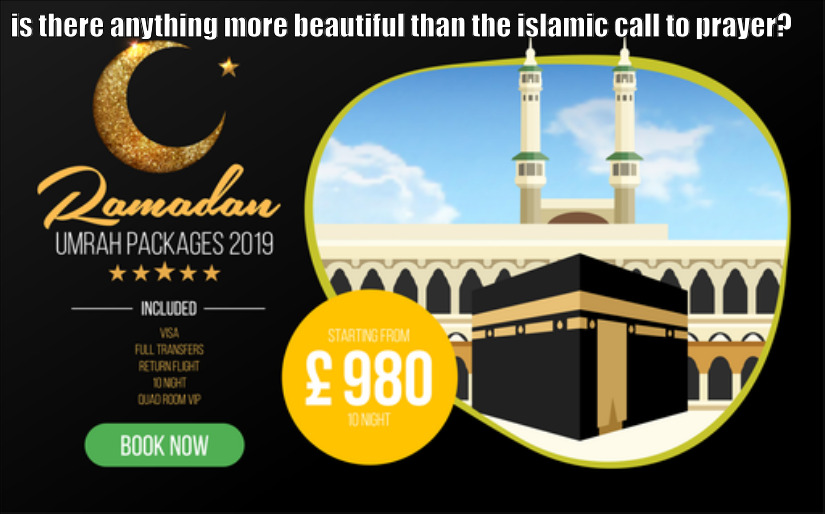 is there anything more beautiful than the islamic call to prayer?
Ramadan
UMRAH PACKAGES 2019
INCLUDED
VISA
FULL TRANSFERS
RETURN FLIGHT
10 NIGHT
QUAD ROOM VIP
BOOK NOW
STARTING FROM
£ 980
10 NIGHT